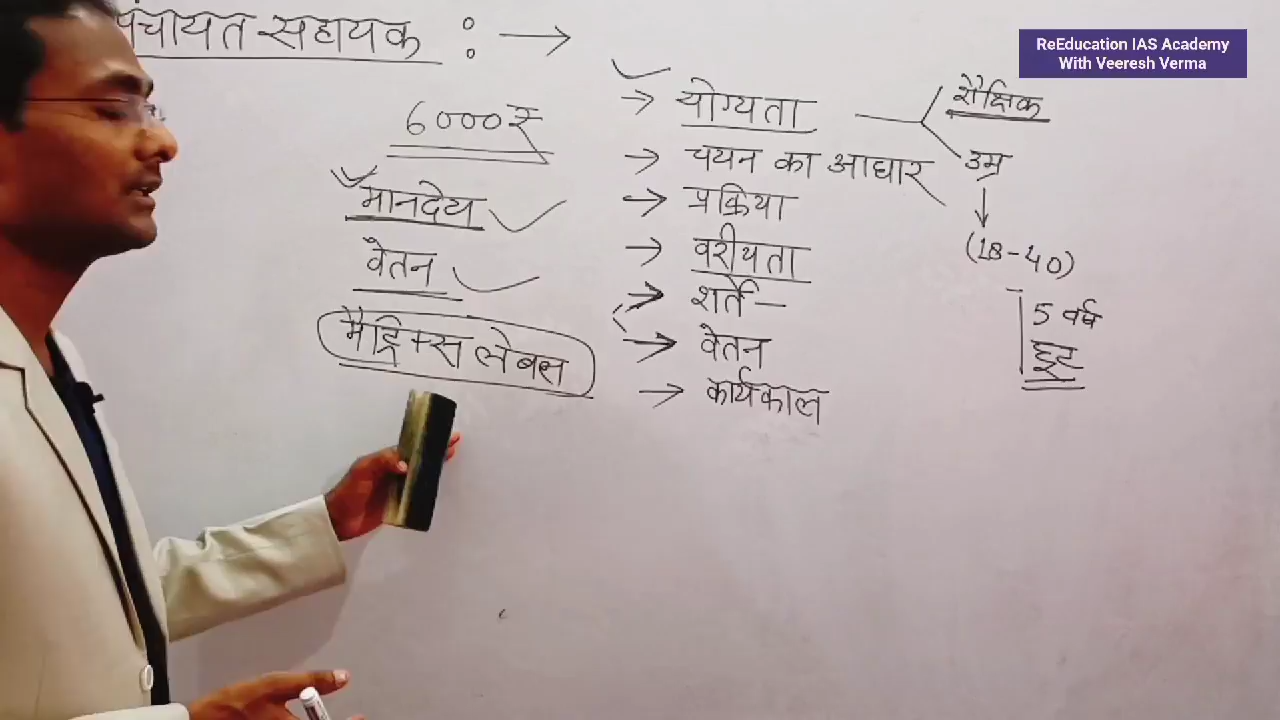 पंचायत सहायक : →
ReEducation IAS Academy
With Veeresh Verma
6000₹
मानदेय
वेतन
मैट्रिक्स लेबल
→ योग्यता
→ चयन का आधार
→ प्रक्रिया
→ वरीयता
→ शर्ते –
→ वेतन
→ कार्यकाल
शैक्षिक
उम्र
(18-40)
5 वर्ष
छूट